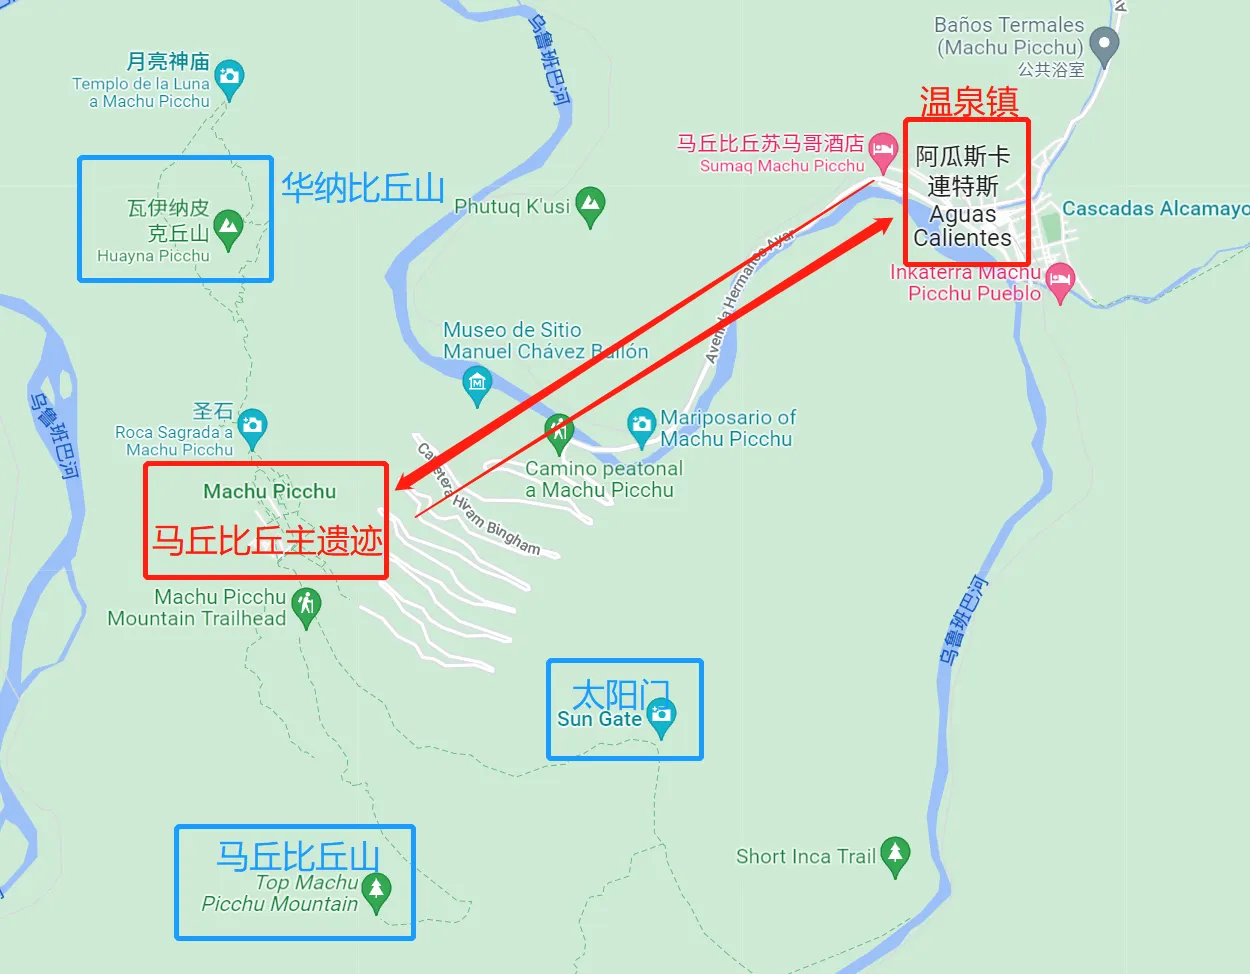 Baños Termales
(Machu Picchu)
公共浴室
A
乌鲁班巴河
月亮神庙
Templo de la Luna
a Machu Picchu
温泉镇
马丘比丘苏马哥酒店
Sumaq Machu Picchu
阿瓜斯卡
連特斯
Aguas
Calientes
华纳比丘山
瓦伊纳皮
克丘山
Huayna Picchu
Phutuq K'usi
Cascadas Alcamayo
Inkaterra Machu
Picchu Pueblo
Avenida Hermanos Ayar
Museo de Sitio
Manuel Chávez Ballón
乌鲁班巴河
圣石
Roca Sagrada a
Machu Picchu
Mariposario of
Machu Picchu
Camino peatonal
a Machu Picchu
Carretera Hiram Bingham
Machu Picchu
马丘比丘主遗迹
Machu Picchu
Mountain Trailhead
乌鲁班巴河
太阳门
Sun Gate
马丘比丘山
Top Machu
Picchu Mountain
Short Inca Trail